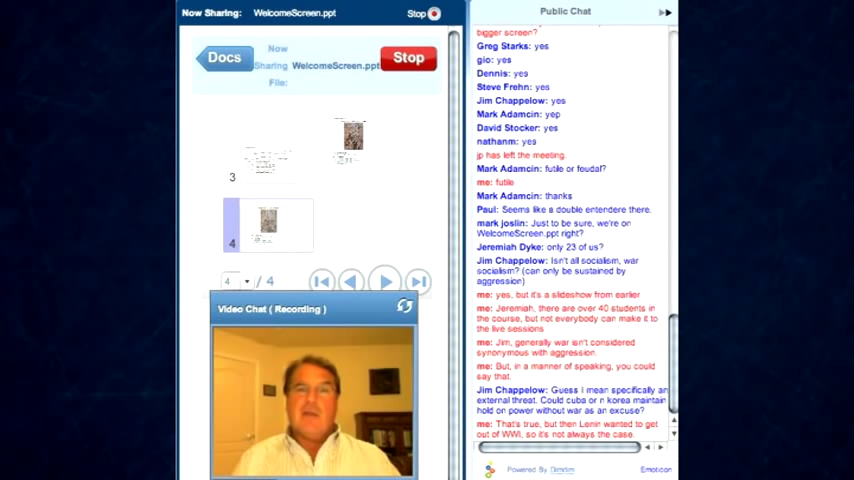 Now Sharing: WelcomeScreen.ppt
Stop
Docs
Now
Sharing WelcomeScreen.ppt
File:
Stop
3
4
4 / 4
Video Chat ( Recording )
Public Chat
bigger screen?
Greg Starks: yes
gio: yes
Dennis: yes
Steve Frehn: yes
Jim Chappelow: yes
Mark Adamcin: yep
David Stocker: yes
nathanm: yes
jp has left the meeting.
Mark Adamcin: futile or feudal?
me: futile
Mark Adamcin: thanks
Paul: Seems like a double entendere there.
mark joslin: Just to be sure, we're on
WelcomeScreen.ppt right?
Jeremiah Dyke: only 23 of us?
Jim Chappelow: Isn't all socialism, war
socialism? (can only be sustained by
aggression)
me: yes, but it's a slideshow from earlier
me: Jeremiah, there are over 40 students in
the course, but not everybody can make it to
the live sessions
me: Jim, generally war isn't considered
synonymous with aggression.
me: But, in a manner of speaking, you could
say that.
Jim Chappelow: Guess I mean specifically an
external threat. Could cuba or n korea maintain
hold on power without war as an excuse?
me: That's true, but then Lenin wanted to get
out of WWI, so it's not always the case.
Powered By Dimdim
Emoticon